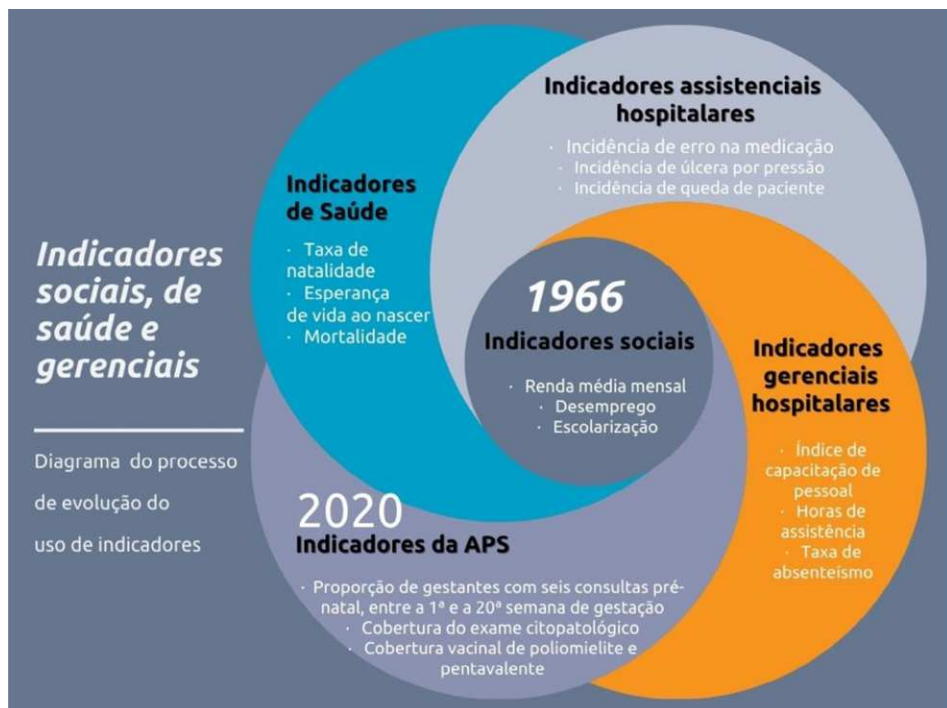 Indicadores
sociais, de
saúde e
gerenciais
Diagrama do processo
de evolução do
uso de indicadores
Indicadores
de Saúde
· Taxa de
natalidade
· Esperança
de vida ao nascer
· Mortalidade
Indicadores assistenciais
hospitalares
· Incidência de erro na medicação
· Incidência de úlcera por pressão
· Incidência de queda de paciente
1966
Indicadores sociais
· Renda média mensal
· Desemprego
· Escolarização
Indicadores
gerenciais
hospitalares
· Índice de
capacitação de
pessoal
· Horas de
assistência
· Taxa de
absenteísmo
2020
Indicadores da APS
· Proporção de gestantes com seis consultas pré-
natal, entre a 1ª e a 20ª semana de gestação
· Cobertura do exame citopatológico
· Cobertura vacinal de poliomielite e
pentavalente